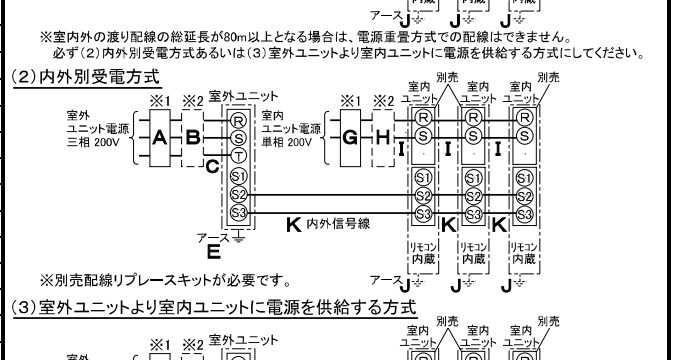 内蔵 内蔵
アース J J J
※室内外の渡り配線の総延長が80m以上となる場合は、電源重畳方式での配線はできません。
必ず(2)内外別受電方式あるいは(3)室外ユニットより室内ユニットに電源を供給する方式にしてください。
(2)内外別受電方式
※1 ※2 室外ユニット ※1 ※2 室内ユニット 別売 室内ユニット 室内ユニット 別売
室外 R 室内 R R R
ユニット電源 A B S ユニット電源 G H S S S
三相 200V C T 単相 200V I I I
S1 S1 S1 S1
S2 S2 S2 S2
S3 K 内外信号線 S3 K S3 K S3
アース リモコン リモコン リモコン
E 内蔵 内蔵 内蔵
※別売配線リプレースキットが必要です。 アース J J J
(3)室外ユニットより室内ユニットに電源を供給する方式
※1 ※2 室外ユニット 室内ユニット 別売 室内ユニット 室内ユニット 別売
室外 R R R